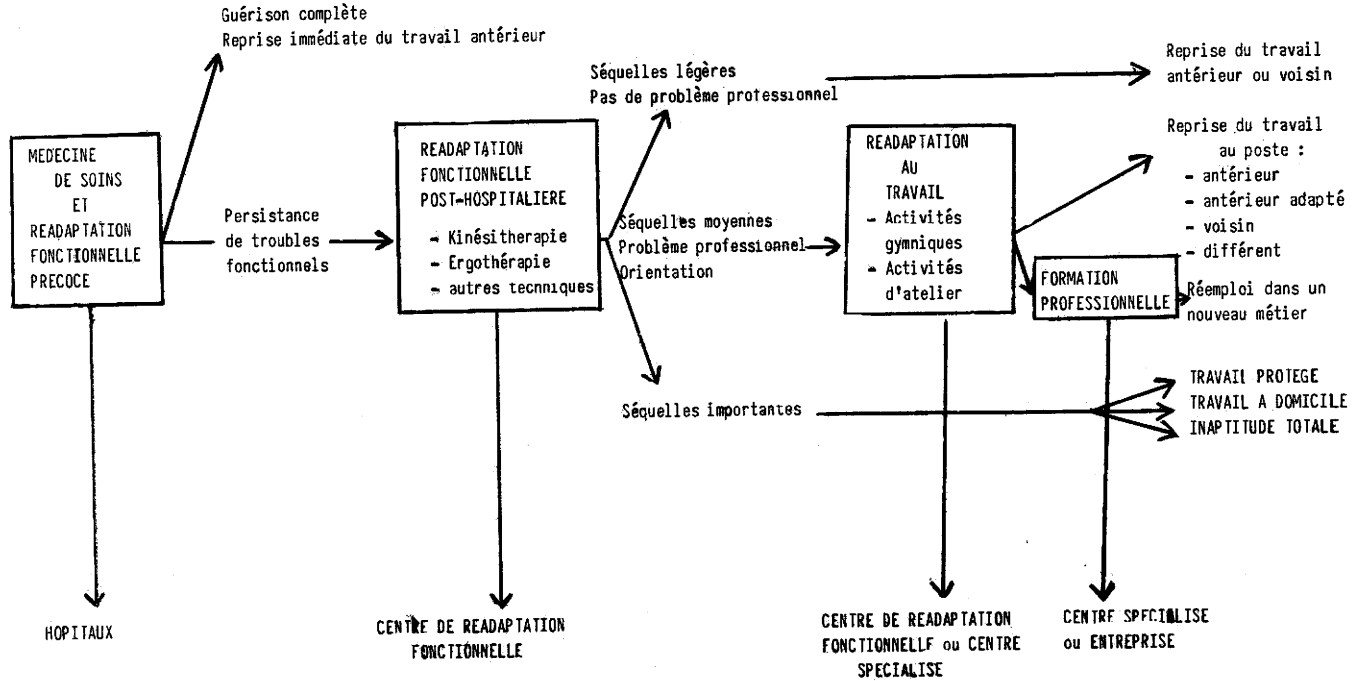 Guérison complète
Reprise immédiate du travail antérieur
MEDECINE
DE SOINS
ET
READAPTATION
FONCTIONNELLE
PRECOCE
Persistance
de troubles
fonctionnels
READAPTATION
FONCTIONNELLE
POST-HOSPITALIERE
- Kinésitherapie
- Ergothérapie
- autres techniques
Séquelles légères
Pas de problème professionnel
Reprise du travail
antérieur ou voisin
Séquelles moyennes
Problème professionnel
Orientation
READAPTATION
AU
TRAVAIL
- Activités
gymniques
- Activités
d'atelier
Reprise du travail
au poste :
- antérieur
- antérieur adapté
- voisin
- différent
FORMATION
PROFESSIONNELLE
Réemploi dans un
nouveau métier
Séquelles importantes
TRAVAIL PROTEGE
TRAVAIL A DOMICILE
INAPTITUDE TOTALE
HOPITAUX
CENTRE DE READAPTATION
FONCTIONNELLE
CENTRE DE READAPTATION
FONCTIONNELLE ou CENTRE
SPECIALISE
CENTRE SPECIALISE
ou ENTREPRISE